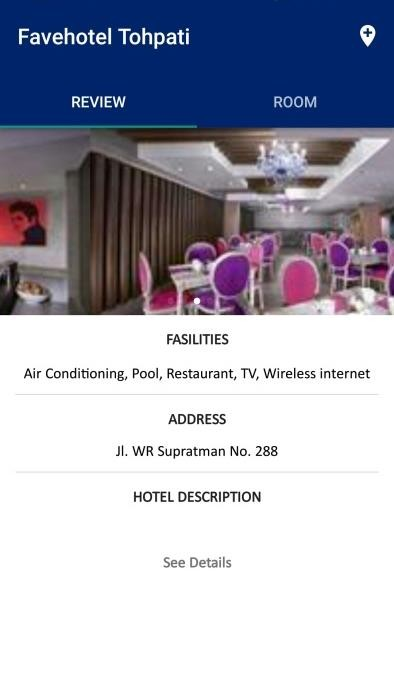 Favehotel Tohpati
REVIEW ROOM
FASILITIES
Air Conditioning, Pool, Restaurant, TV, Wireless internet
ADDRESS
Jl. WR Supratman No. 288
HOTEL DESCRIPTION
See Details